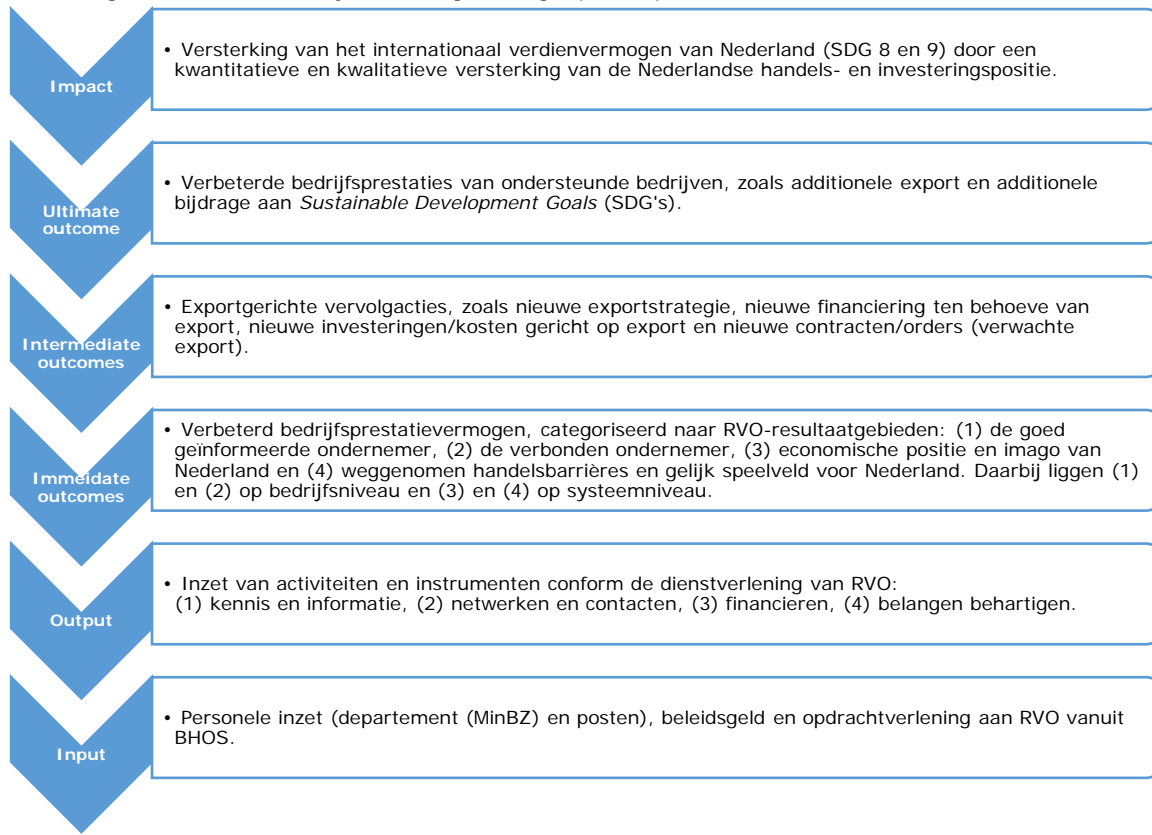 Impact
• Versterking van het internationaal verdienvermogen van Nederland (SDG 8 en 9) door een
kwantitatieve en kwalitatieve versterking van de Nederlandse handels- en investeringspositie.
Ultimate
outcome
• Verbeterde bedrijfsprestaties van ondersteunde bedrijven, zoals additionele export en additionele
bijdrage aan Sustainable Development Goals (SDG's).
Intermediate
outcomes
• Exportgerichte vervolgacties, zoals nieuwe exportstrategie, nieuwe financiering ten behoeve van
export, nieuwe investeringen/kosten gericht op export en nieuwe contracten/orders (verwachte
export).
Immeidate
outcomes
• Verbeterd bedrijfsprestatievermogen, categoriseerd naar RVO-resultaatgebieden: (1) de goed
geïnformeerde ondernemer, (2) de verbonden ondernemer, (3) economische positie en imago van
Nederland en (4) weggenomen handelsbarrières en gelijk speelveld voor Nederland. Daarbij liggen (1)
en (2) op bedrijfsniveau en (3) en (4) op systeemniveau.
Output
• Inzet van activiteiten en instrumenten conform de dienstverlening van RVO:
(1) kennis en informatie, (2) netwerken en contacten, (3) financieren, (4) belangen behartigen.
Input
• Personele inzet (departement (MinBZ) en posten), beleidsgeld en opdrachtverlening aan RVO vanuit
BHOS.